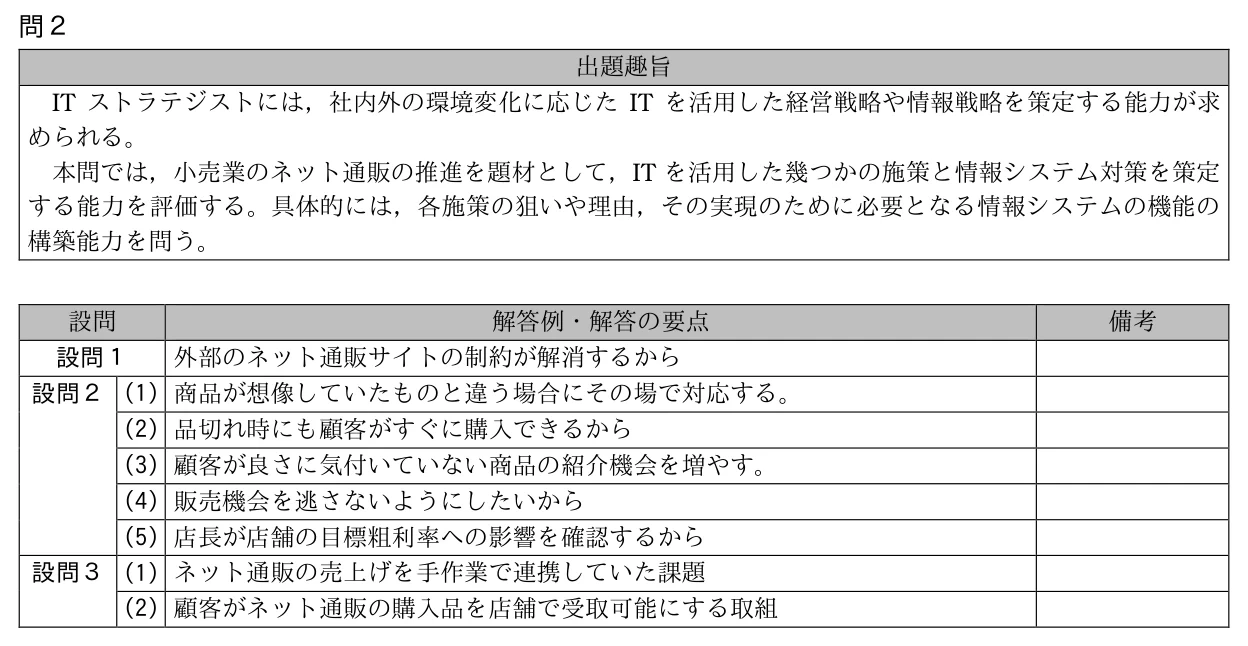 問2
出題趣旨
IT ストラテジストには，社内外の環境変化に応じた IT を活用した経営戦略や情報戦略を策定する能力が求
められる。
本問では，小売業のネット通販の推進を題材として，IT を活用した幾つかの施策と情報システム対策を策定
する能力を評価する。具体的には，各施策の狙いや理由，その実現のために必要となる情報システムの機能の
構築能力を問う。
設問 解答例・解答の要点 備考
設問1 外部のネット通販サイトの制約が解消するから
設問2 (1) 商品が想像していたものと違う場合にその場で対応する。
(2) 品切れ時にも顧客がすぐに購入できるから
(3) 顧客が良さに気付いていない商品の紹介機会を増やす。
(4) 販売機会を逃さないようにしたいから
(5) 店長が店舗の目標粗利率への影響を確認するから
設問3 (1) ネット通販の売上げを手作業で連携していた課題
(2) 顧客がネット通販の購入品を店舗で受取可能にする取組